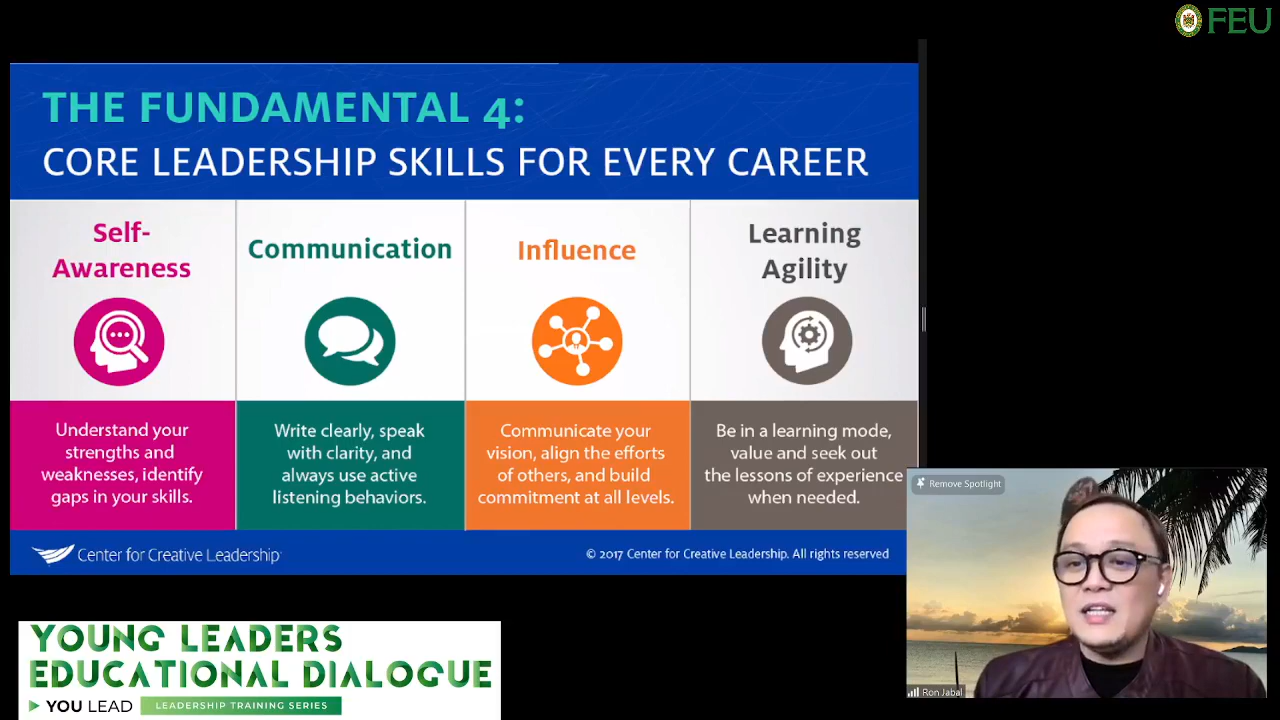 FEU
THE FUNDAMENTAL 4:
CORE LEADERSHIP SKILLS FOR EVERY CAREER
Self-
Awareness
Understand your
strengths and
weaknesses, identify
gaps in your skills.
Communication
Write clearly, speak
with clarity, and
always use active
listening behaviors.
Influence
Communicate your
vision, align the efforts
of others, and build
commitment at all levels.
Learning
Agility
Be in a learning mode,
value and seek out
the lessons of experience
when needed.
Center for Creative Leadership
© 2017 Center for Creative Leadership. All rights reserved
Remove Spotlight
Ron Jabal
YOUNG LEADERS
EDUCATIONAL DIALOGUE
YOU LEAD LEADERSHIP TRAINING SERIES